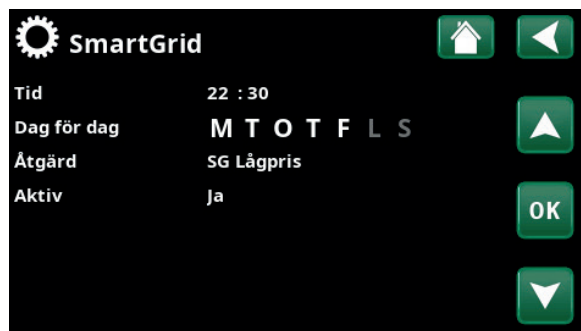 SmartGrid
Tid 22 :30
Dag för dag M T O T F L S
Åtgärd SG Lågpris
Aktiv Ja
OK